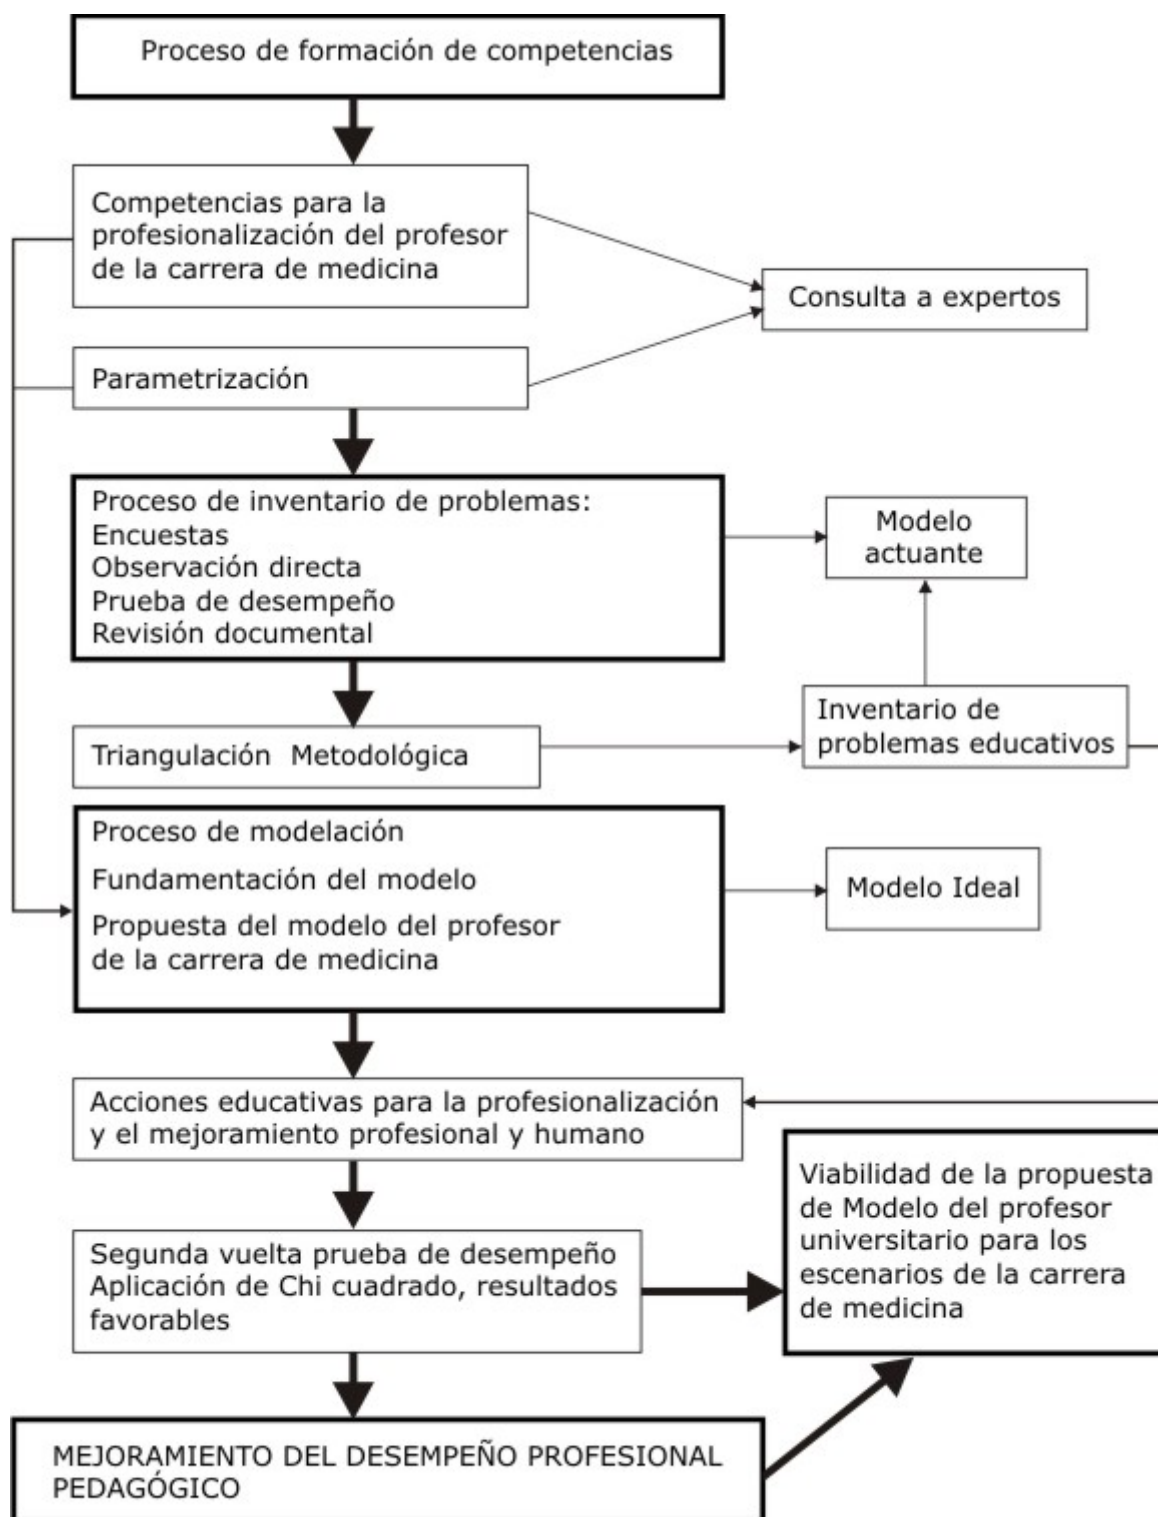 Proceso de formación de competencias
Competencias para la
profesionalización del profesor
de la carrera de medicina
Consulta a expertos
Parametrización
Proceso de inventario de problemas:
Encuestas
Observación directa
Prueba de desempeño
Revisión documental
Modelo
actuante
Inventario de
problemas educativos
Triangulación Metodológica
Proceso de modelación
Fundamentación del modelo
Propuesta del modelo del profesor
de la carrera de medicina
Modelo Ideal
Acciones educativas para la profesionalización
y el mejoramiento profesional y humano
Viabilidad de la propuesta
de Modelo del profesor
universitario para los
escenarios de la carrera
de medicina
Segunda vuelta prueba de desempeño
Aplicación de Chi cuadrado, resultados
favorables
MEJORAMIENTO DEL DESEMPEÑO PROFESIONAL
PEDAGÓGICO